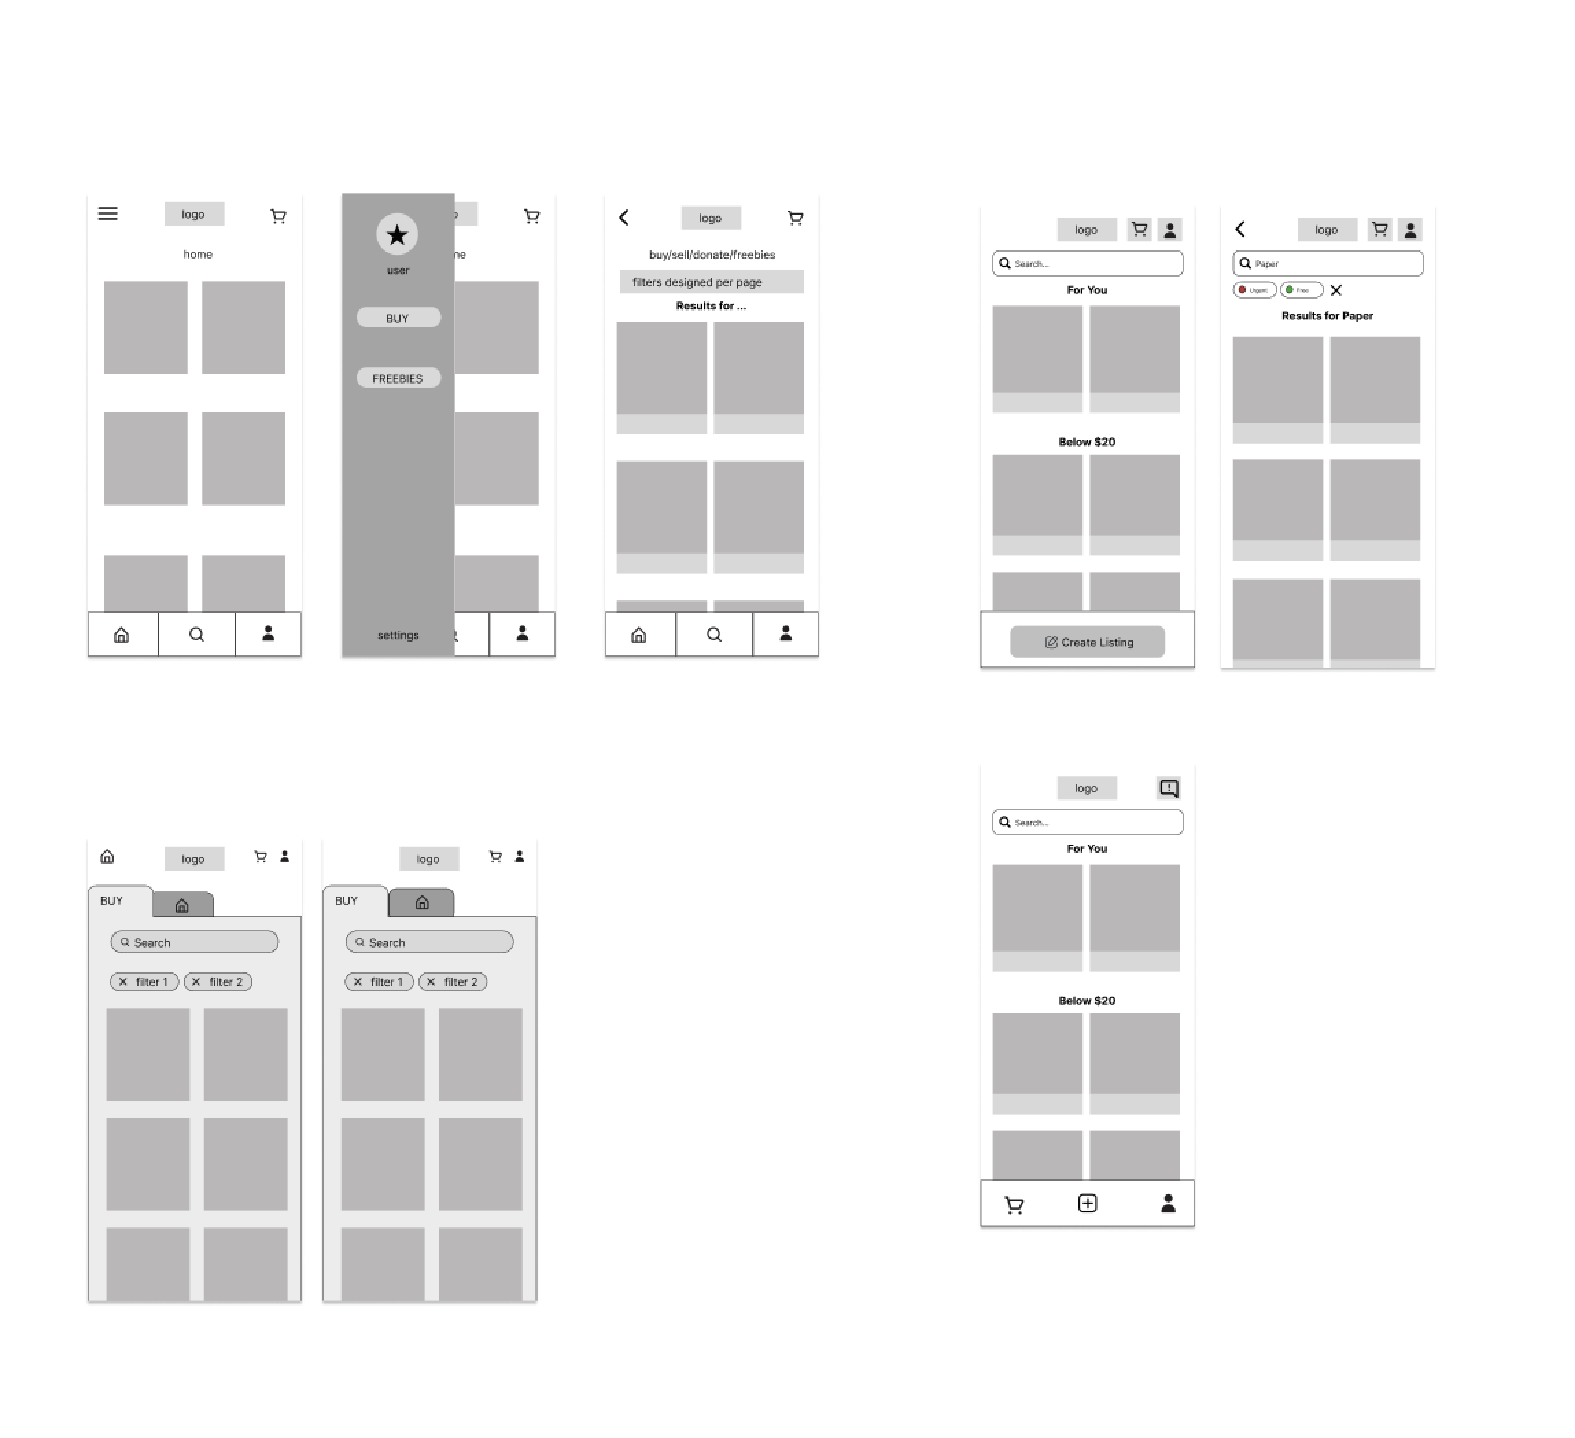 logo
home
logo
user
BUY
FREEBIES
settings
me
logo
buy/sell/donate/freebies
filters designed per page
Results for ...
logo
Search...
For You
Below $20
Create Listing
logo
Paper
Urgent
Free
Results for Paper
logo
BUY
Search
filter 1
filter 2
logo
BUY
Search
filter 1
filter 2
logo
Search...
For You
Below $20